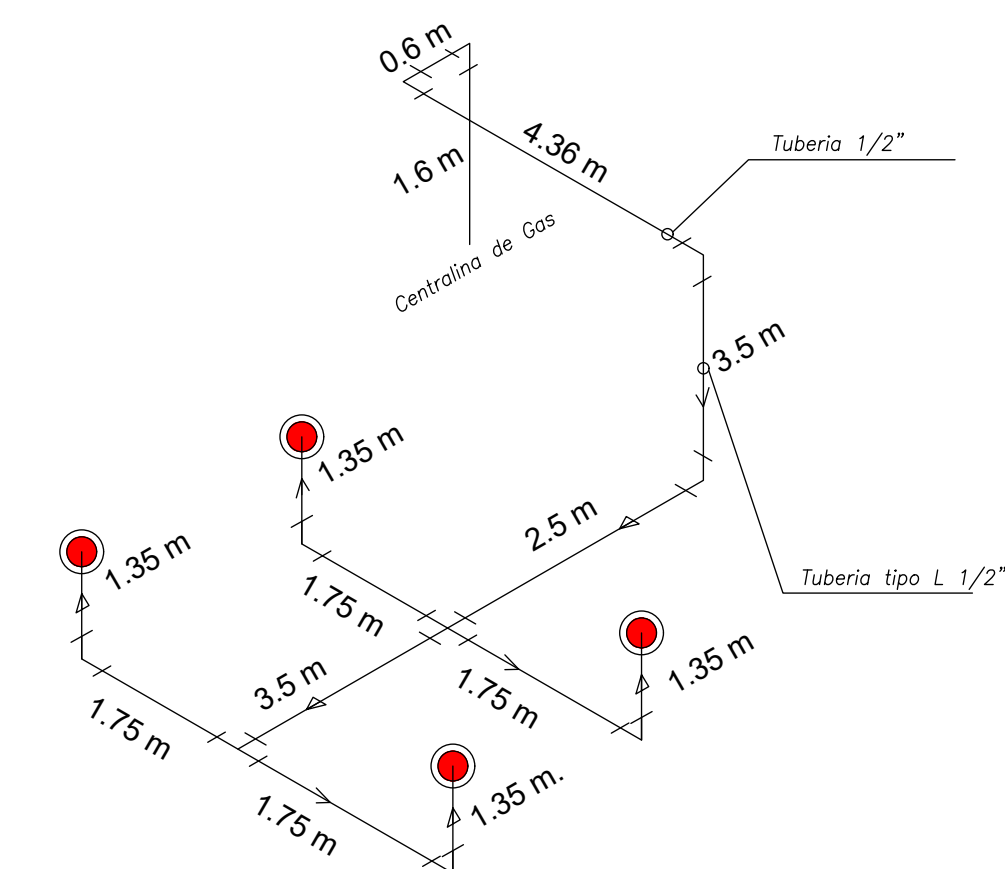 0.6 m
4.36 m
Tuberia 1/2"
1.6 m
Centralina de Gas
3.5 m
1.35 m
2.5 m
1.35 m
Tuberia tipo L 1/2"
1.75 m
1.35 m
3.5 m
1.75 m
1.75 m
1.35 m.
1.75 m